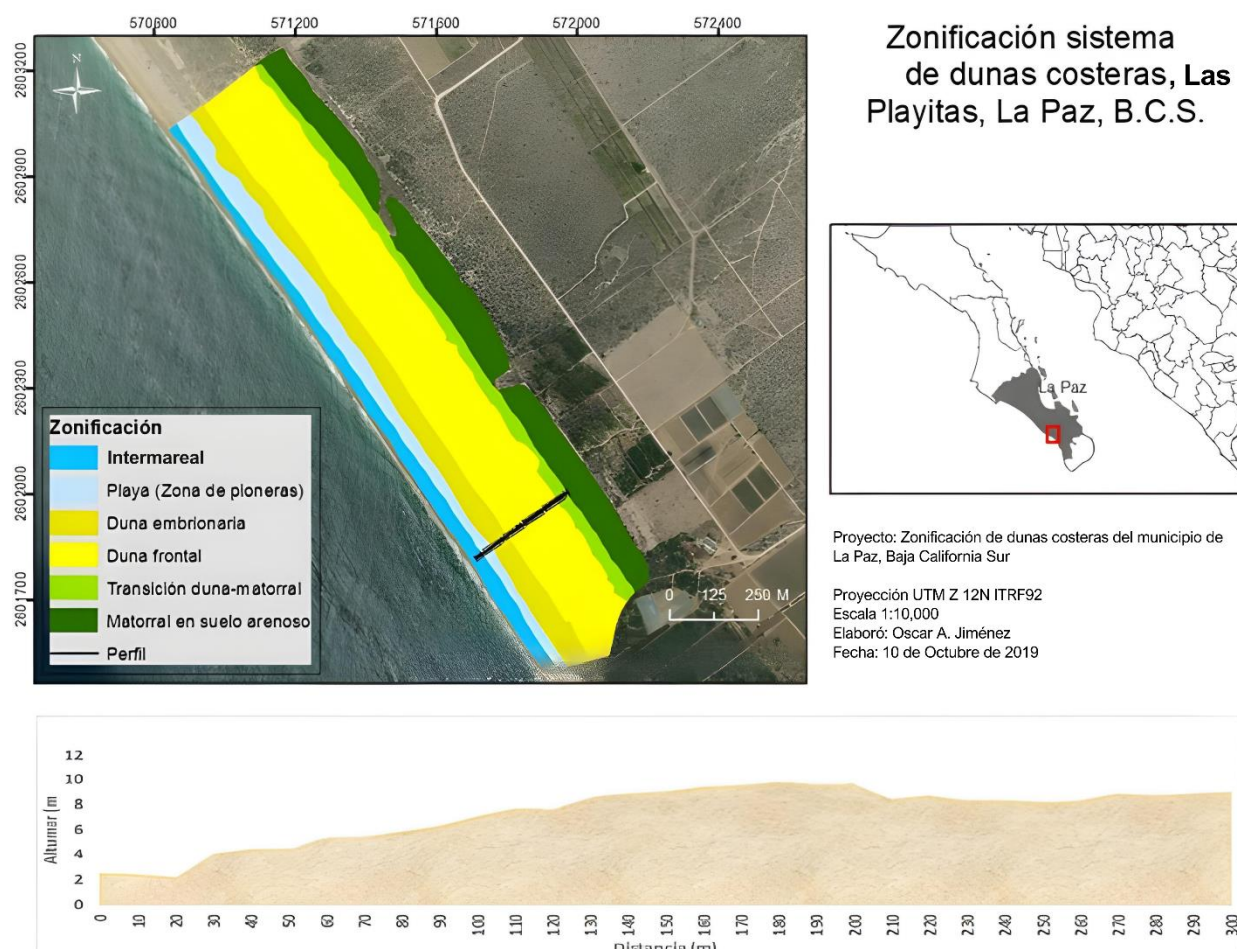 570600 571200 571600 572000 572400
Zonificación sistema
de dunas costeras, Las
Playitas, La Paz, B.C.S.
2803200
2602900
2602600
2602300
2602000
2601700
z
Zonificación
Intermareal
Playa (Zona de pioneras)
Duna embrionaria
Duna frontal
Transición duna-matorral
Matorral en suelo arenoso
Perfil
0 125 250 M
La Paz
Proyecto: Zonificación de dunas costeras del municipio de
La Paz, Baja California Sur
Proyección UTM Z 12N ITRF92
Escala 1:10,000
Elaboró: Oscar A. Jiménez
Fecha: 10 de Octubre de 2019
12
10
8
6
4
2
0
0 10 20 30 40 50 60 70 80 90 100 110 120 130 140 150 160 170 180 190 200 210 220 230 240 250 260 270 280 290 300
Distancia (m)